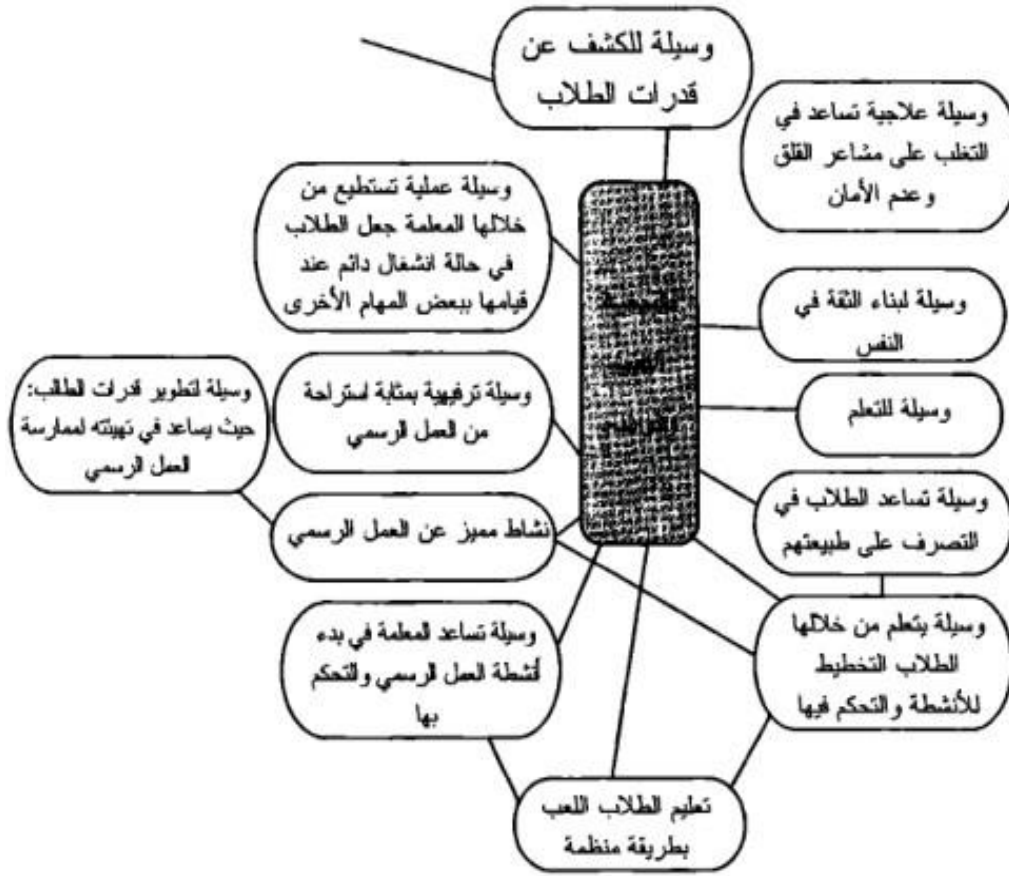 وسيلة للكشف عن
قدرات الطلاب
وسيلة علاجية تساعد في
التغلب على مشاعر القلق
وعدم الأمان
وسيلة عملية تستطيع من
خلالها المعلمة جعل الطلاب
في حالة انشغال دائم عند
قيامها ببعض المهام الأخرى
وسيلة لبناء الثقة في
النفس
وسيلة ترفيهية بمثابة استراحة
من العمل الرسمي
وسيلة للتعلم
وسيلة لتطوير قدرات الطالب:
حيث يساعد في تهيئته لممارسة
العمل الرسمي
وسيلة تساعد الطلاب في
التصرف على طبيعتهم
نشاط مميز عن العمل الرسمي
وسيلة يتعلم من خلالها
الطلاب التخطيط
للأنشطة والتحكم فيها
وسيلة تساعد المعلمة في بدء
أنشطة العمل الرسمي والتحكم
بها
تعليم الطلاب اللعب
بطريقة منظمة